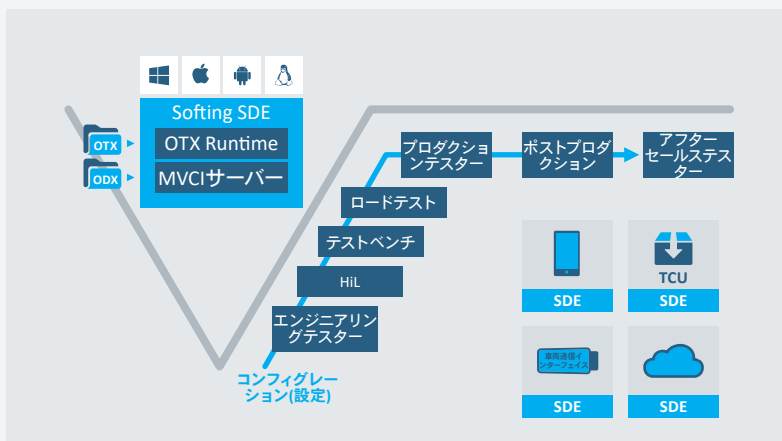 Softing SDE
OTX
OTX Runtime
ODX
MVCIサーバー
プロダクショ
ンテスター
ポストプロダ
クション
アフター
セールステス
ター
ロードテスト
テストベンチ
HiL
エンジニアリン
グテスター
コンフィグレー
ション(設定)
SDE
TCU
SDE
車両通信イ
ンターフェイス
SDE
SDE